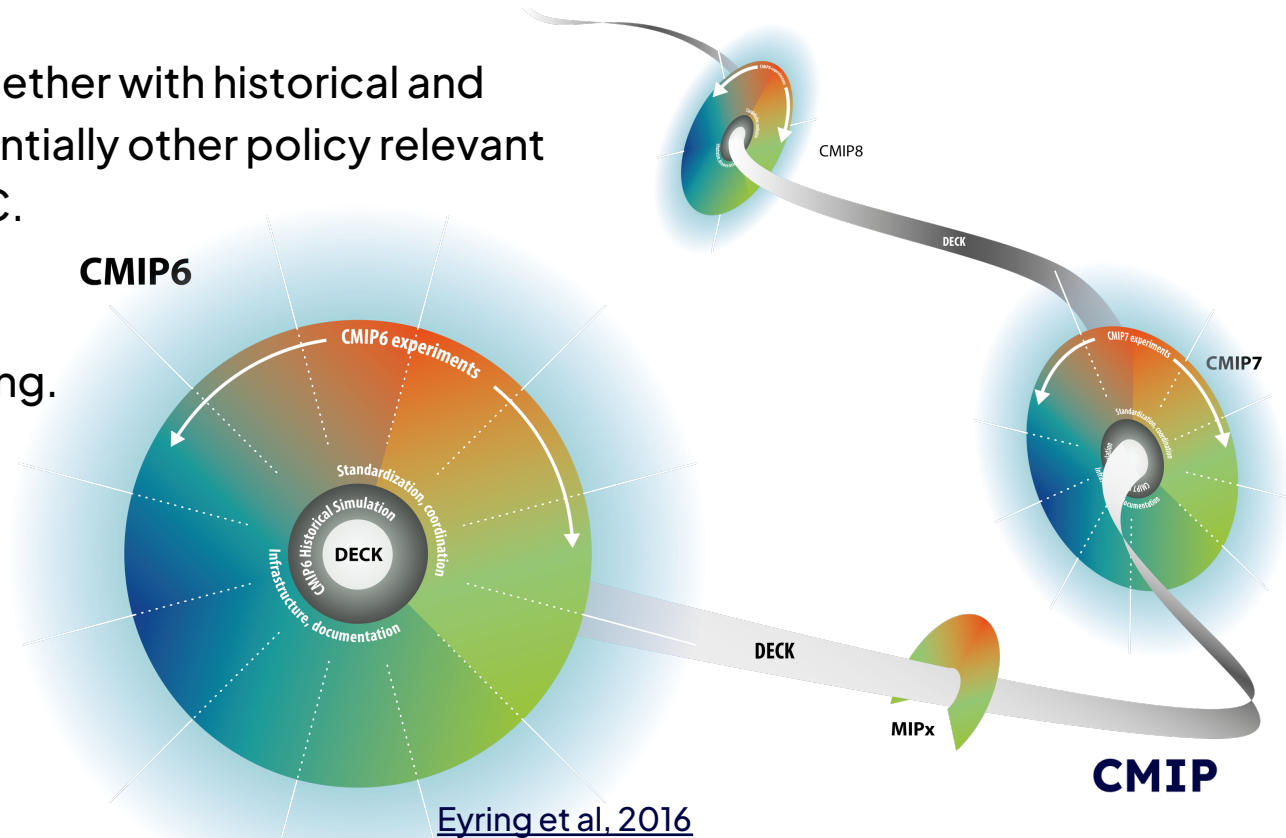 ether with historical and
entially other policy relevant
C.
ng.
CMIP6
CMIP6 experiments
Standardization, coordination
CMIP6 Historical Simulation
DECK
Infrastructure, documentation
DECK
MIPx
CMIP8
DECK
CMIP7
CMIP7 experiments
Standardization, coordination
CMIP
Eyring et al, 2016